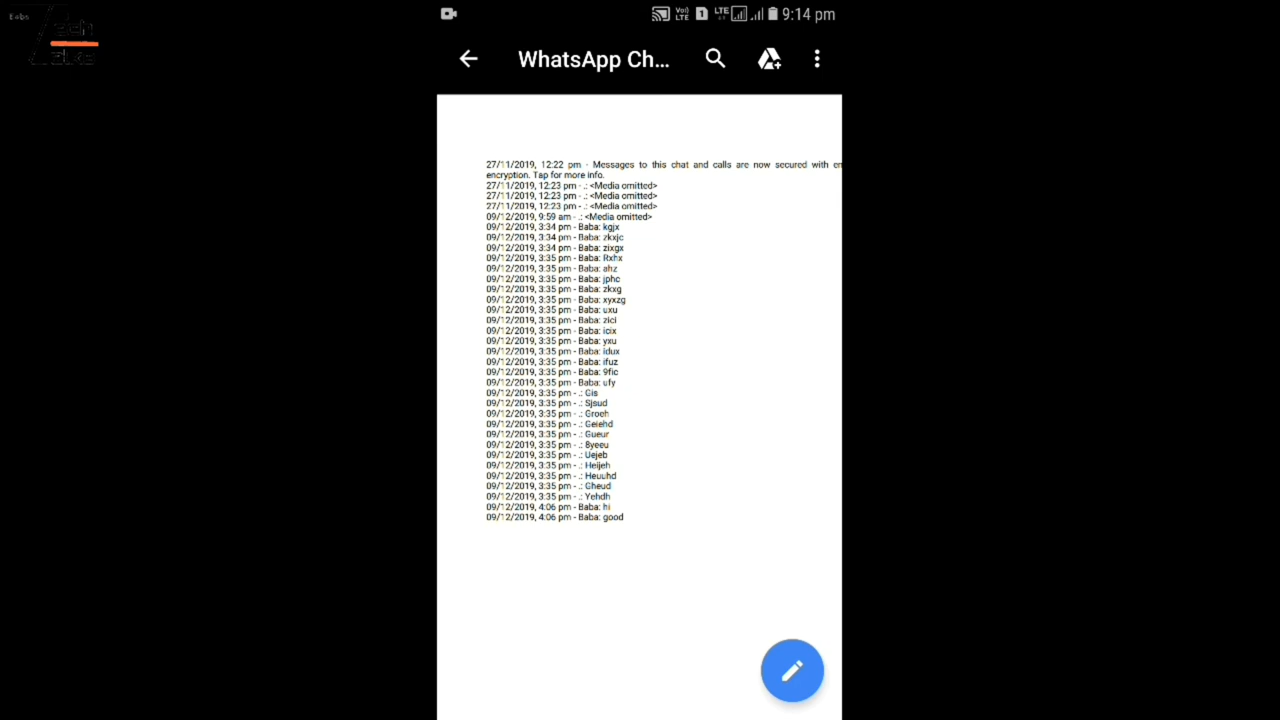 9:14 pm
WhatsApp Ch...
27/11/2019, 12:22 pm - Messages to this chat and calls are now secured with en
encryption. Tap for more info.
27/11/2019, 12:23 pm - .: <Media omitted>
27/11/2019, 12:23 pm - .: <Media omitted>
27/11/2019, 12:23 pm - .: <Media omitted>
09/12/2019, 9:59 am - .: <Media omitted>
09/12/2019, 3:34 pm - Baba: kgjx
09/12/2019, 3:34 pm - Baba: zkxjc
09/12/2019, 3:34 pm - Baba: zixgx
09/12/2019, 3:35 pm - Baba: Rxhx
09/12/2019, 3:35 pm - Baba: ahz
09/12/2019, 3:35 pm - Baba: jphc
09/12/2019, 3:35 pm - Baba: zkxg
09/12/2019, 3:35 pm - Baba: xyxzg
09/12/2019, 3:35 pm - Baba: uxu
09/12/2019, 3:35 pm - Baba: zici
09/12/2019, 3:35 pm - Baba: icix
09/12/2019, 3:35 pm - Baba: yxu
09/12/2019, 3:35 pm - Baba: idux
09/12/2019, 3:35 pm - Baba: ifuz
09/12/2019, 3:35 pm - Baba: 9fic
09/12/2019, 3:35 pm - Baba: ufy
09/12/2019, 3:35 pm - .: Gis
09/12/2019, 3:35 pm - .: Sjsud
09/12/2019, 3:35 pm - .: Groeh
09/12/2019, 3:35 pm - .: Geiehd
09/12/2019, 3:35 pm - .: Gueur
09/12/2019, 3:35 pm - .: 8yeeu
09/12/2019, 3:35 pm - .: Uejeb
09/12/2019, 3:35 pm - .: Heijeh
09/12/2019, 3:35 pm - .: Heuuhd
09/12/2019, 3:35 pm - .: Gheud
09/12/2019, 3:35 pm - .: Yehdh
09/12/2019, 4:06 pm - Baba: hi
09/12/2019, 4:06 pm - Baba: good